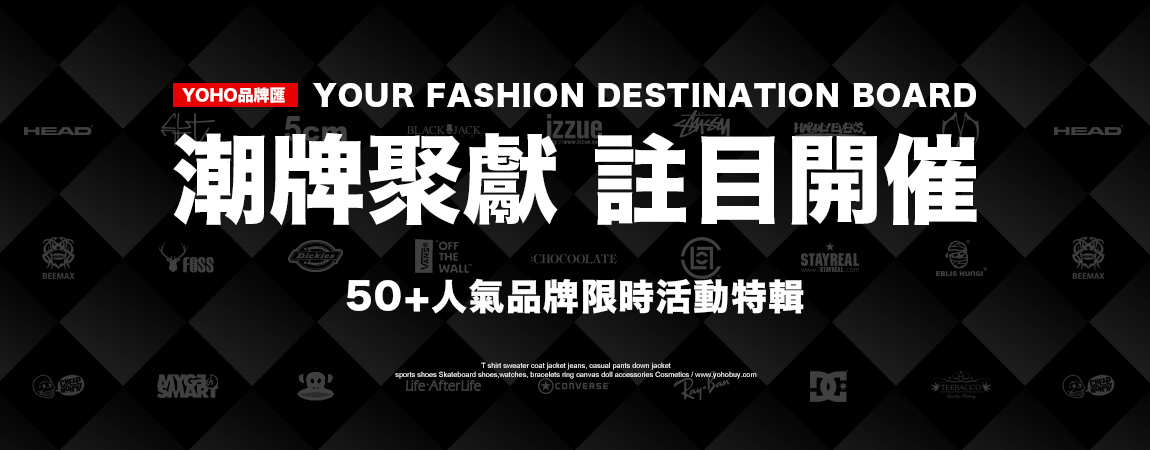 YOHO品牌匯 YOUR FASHION DESTINATION BOARD
HEAD 5cm BLACK JACK izzue HEAD
潮牌聚獻 註目開催
BEEMAX FOSS Dickies VANS "OFF THE WALL" :CHOCOOLATE STAYREAL www.iSTAYREAL.com EBLIS HUNGI BEEMAX
50+人氣品牌限時活動特輯
T shirt sweater coat jacket jeans, casual pants down jacket
sports shoes Skateboard shoes,watches, bracelets ring canvas doll accessories Cosmetics / www.yohobuy.com
SMART Life·AfterLife CONVERSE Ray-Ban DC TEEBACCO